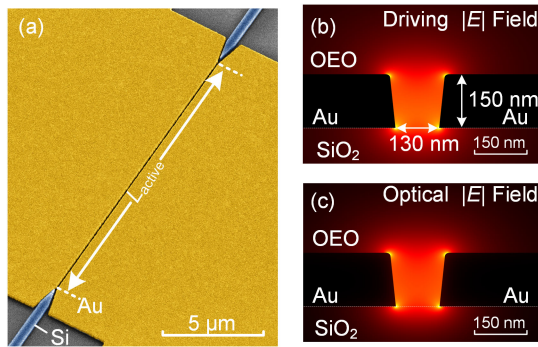 (a)
Lactive
Au
Si
5 µm
(b) Driving |E| Field
OEO
150 nm
Au Au
130 nm
SiO₂
150 nm
(c) Optical |E| Field
OEO
Au Au
SiO₂
150 nm